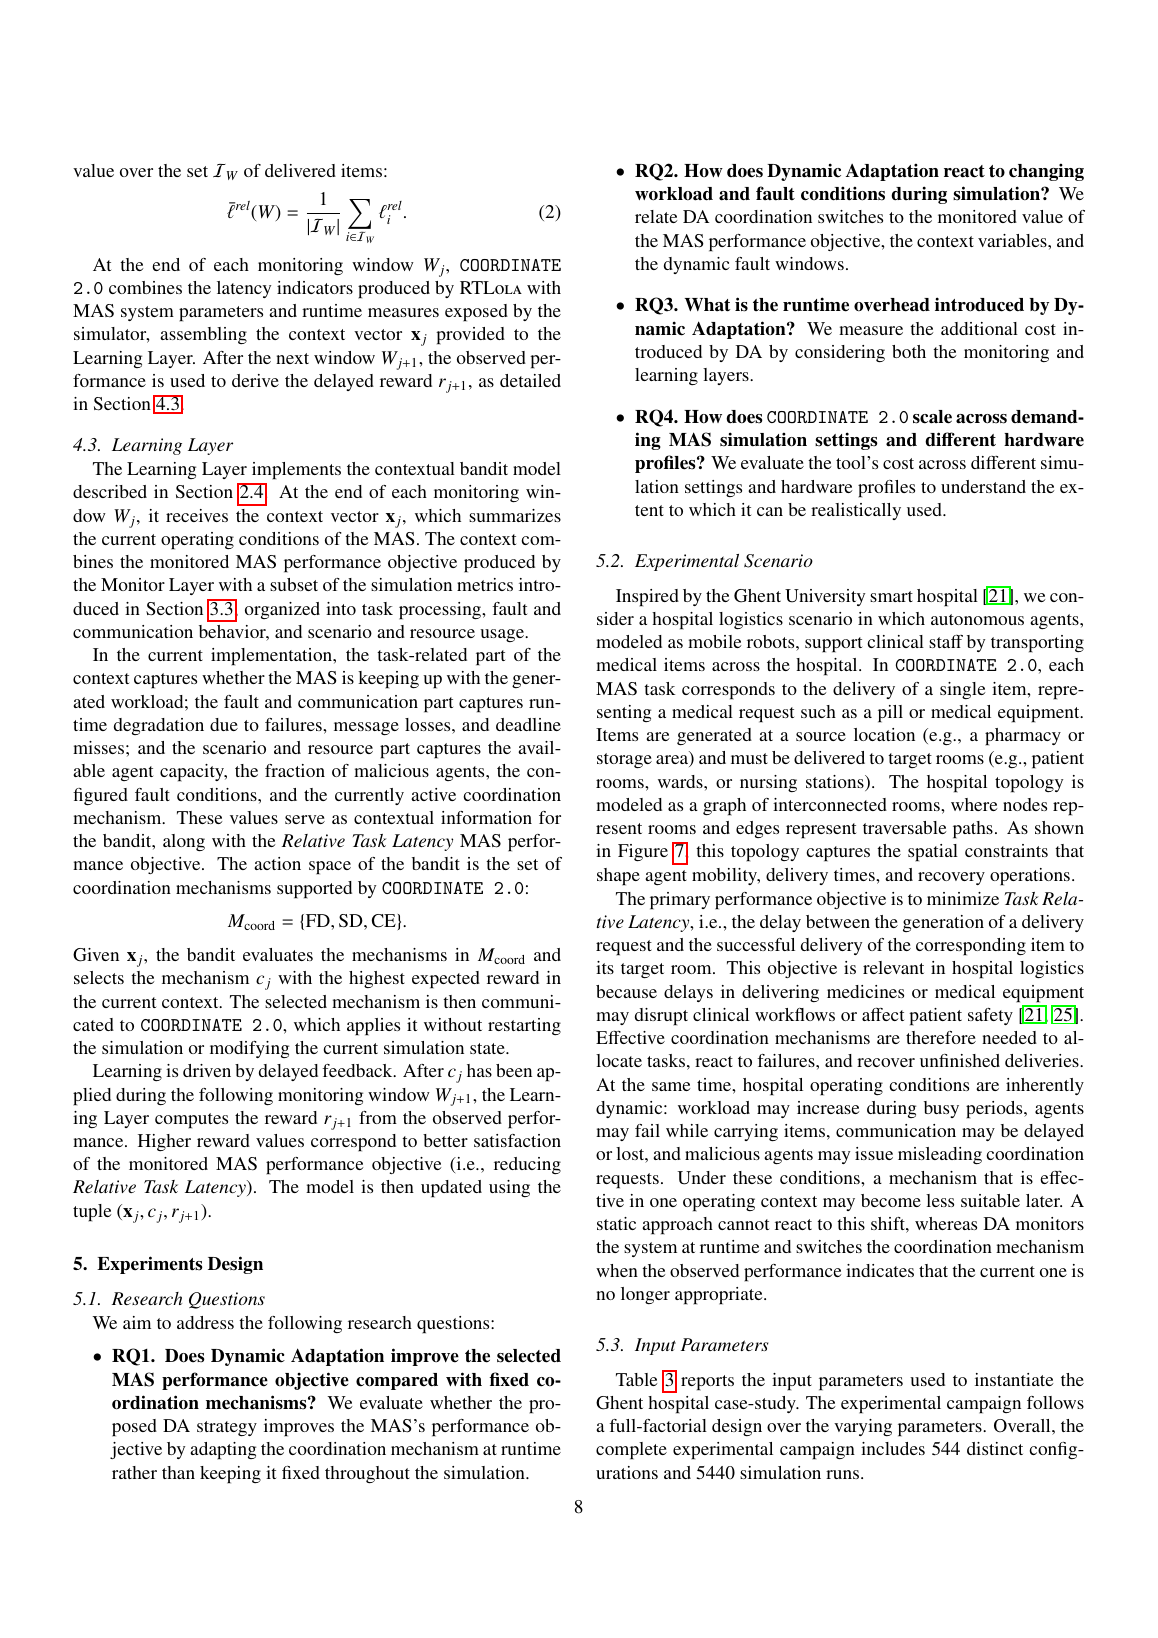 value over the set 𝓘_W of delivered items:
ℓ̄^rel(W) = 1/|𝓘_W| ∑_{i∈𝓘_W} ℓ_i^rel. (2)
At the end of each monitoring window W_j, COORDINATE
2.0 combines the latency indicators produced by RTLola with
MAS system parameters and runtime measures exposed by the
simulator, assembling the context vector x_j provided to the
Learning Layer. After the next window W_{j+1}, the observed per-
formance is used to derive the delayed reward r_{j+1}, as detailed
in Section 4.3.
4.3. Learning Layer
The Learning Layer implements the contextual bandit model
described in Section 2.4. At the end of each monitoring win-
dow W_j, it receives the context vector x_j, which summarizes
the current operating conditions of the MAS. The context com-
bines the monitored MAS performance objective produced by
the Monitor Layer with a subset of the simulation metrics intro-
duced in Section 3.3, organized into task processing, fault and
communication behavior, and scenario and resource usage.
In the current implementation, the task-related part of the
context captures whether the MAS is keeping up with the gener-
ated workload; the fault and communication part captures run-
time degradation due to failures, message losses, and deadline
misses; and the scenario and resource part captures the avail-
able agent capacity, the fraction of malicious agents, the con-
figured fault conditions, and the currently active coordination
mechanism. These values serve as contextual information for
the bandit, along with the Relative Task Latency MAS perfor-
mance objective. The action space of the bandit is the set of
coordination mechanisms supported by COORDINATE 2.0:
M_coord = {FD, SD, CE}.
Given x_j, the bandit evaluates the mechanisms in M_coord and
selects the mechanism c_j with the highest expected reward in
the current context. The selected mechanism is then communi-
cated to COORDINATE 2.0, which applies it without restarting
the simulation or modifying the current simulation state.
Learning is driven by delayed feedback. After c_j has been ap-
plied during the following monitoring window W_{j+1}, the Learn-
ing Layer computes the reward r_{j+1} from the observed perfor-
mance. Higher reward values correspond to better satisfaction
of the monitored MAS performance objective (i.e., reducing
Relative Task Latency). The model is then updated using the
tuple (x_j, c_j, r_{j+1}).
5. Experiments Design
5.1. Research Questions
We aim to address the following research questions:
• RQ1. Does Dynamic Adaptation improve the selected
MAS performance objective compared with fixed co-
ordination mechanisms? We evaluate whether the pro-
posed DA strategy improves the MAS's performance ob-
jective by adapting the coordination mechanism at runtime
rather than keeping it fixed throughout the simulation.
• RQ2. How does Dynamic Adaptation react to changing
workload and fault conditions during simulation? We
relate DA coordination switches to the monitored value of
the MAS performance objective, the context variables, and
the dynamic fault windows.
• RQ3. What is the runtime overhead introduced by Dy-
namic Adaptation? We measure the additional cost in-
troduced by DA by considering both the monitoring and
learning layers.
• RQ4. How does COORDINATE 2.0 scale across demand-
ing MAS simulation settings and different hardware
profiles? We evaluate the tool's cost across different simu-
lation settings and hardware profiles to understand the ex-
tent to which it can be realistically used.
5.2. Experimental Scenario
Inspired by the Ghent University smart hospital [21], we con-
sider a hospital logistics scenario in which autonomous agents,
modeled as mobile robots, support clinical staff by transporting
medical items across the hospital. In COORDINATE 2.0, each
MAS task corresponds to the delivery of a single item, repre-
senting a medical request such as a pill or medical equipment.
Items are generated at a source location (e.g., a pharmacy or
storage area) and must be delivered to target rooms (e.g., patient
rooms, wards, or nursing stations). The hospital topology is
modeled as a graph of interconnected rooms, where nodes rep-
resent rooms and edges represent traversable paths. As shown
in Figure 7, this topology captures the spatial constraints that
shape agent mobility, delivery times, and recovery operations.
The primary performance objective is to minimize Task Rela-
tive Latency, i.e., the delay between the generation of a delivery
request and the successful delivery of the corresponding item to
its target room. This objective is relevant in hospital logistics
because delays in delivering medicines or medical equipment
may disrupt clinical workflows or affect patient safety [21, 25].
Effective coordination mechanisms are therefore needed to al-
locate tasks, react to failures, and recover unfinished deliveries.
At the same time, hospital operating conditions are inherently
dynamic: workload may increase during busy periods, agents
may fail while carrying items, communication may be delayed
or lost, and malicious agents may issue misleading coordination
requests. Under these conditions, a mechanism that is effec-
tive in one operating context may become less suitable later. A
static approach cannot react to this shift, whereas DA monitors
the system at runtime and switches the coordination mechanism
when the observed performance indicates that the current one is
no longer appropriate.
5.3. Input Parameters
Table 3 reports the input parameters used to instantiate the
Ghent hospital case-study. The experimental campaign follows
a full-factorial design over the varying parameters. Overall, the
complete experimental campaign includes 544 distinct config-
urations and 5440 simulation runs.
8